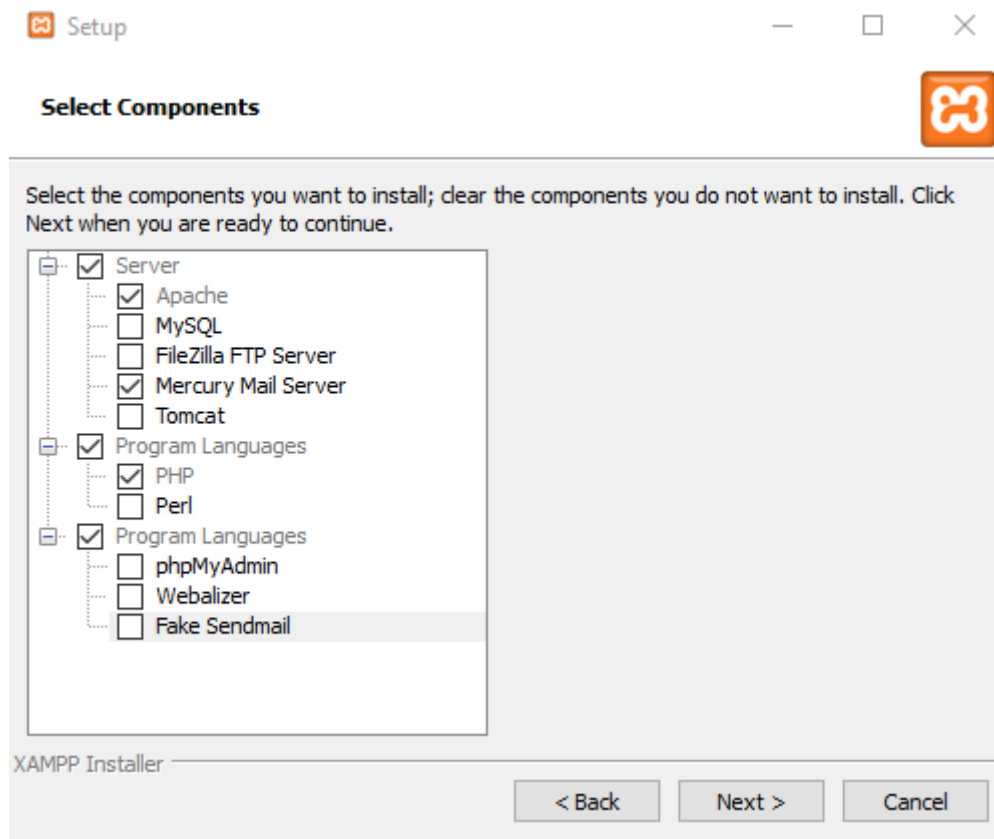 Setup
Select Components
Select the components you want to install; clear the components you do not want to install. Click
Next when you are ready to continue.
Server
Apache
MySQL
FileZilla FTP Server
Mercury Mail Server
Tomcat
Program Languages
PHP
Perl
Program Languages
phpMyAdmin
Webalizer
Fake Sendmail
XAMPP Installer
< Back
Next >
Cancel